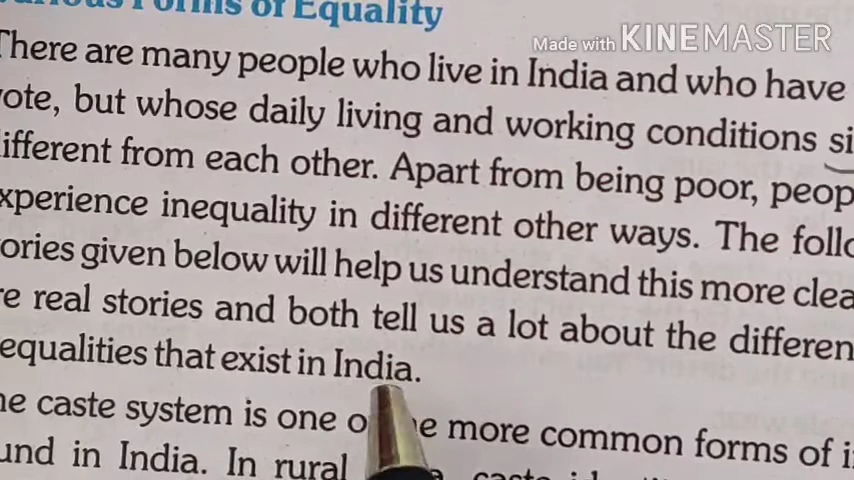 Forms of Equality
Made with KINEMASTER
There are many people who live in India and who have
vote, but whose daily living and working conditions si
ifferent from each other. Apart from being poor, peop
xperience inequality in different other ways. The follo
ories given below will help us understand this more clea
re real stories and both tell us a lot about the differen
equalities that exist in India.
he caste system is one more common forms of i
und in India. In rural caste